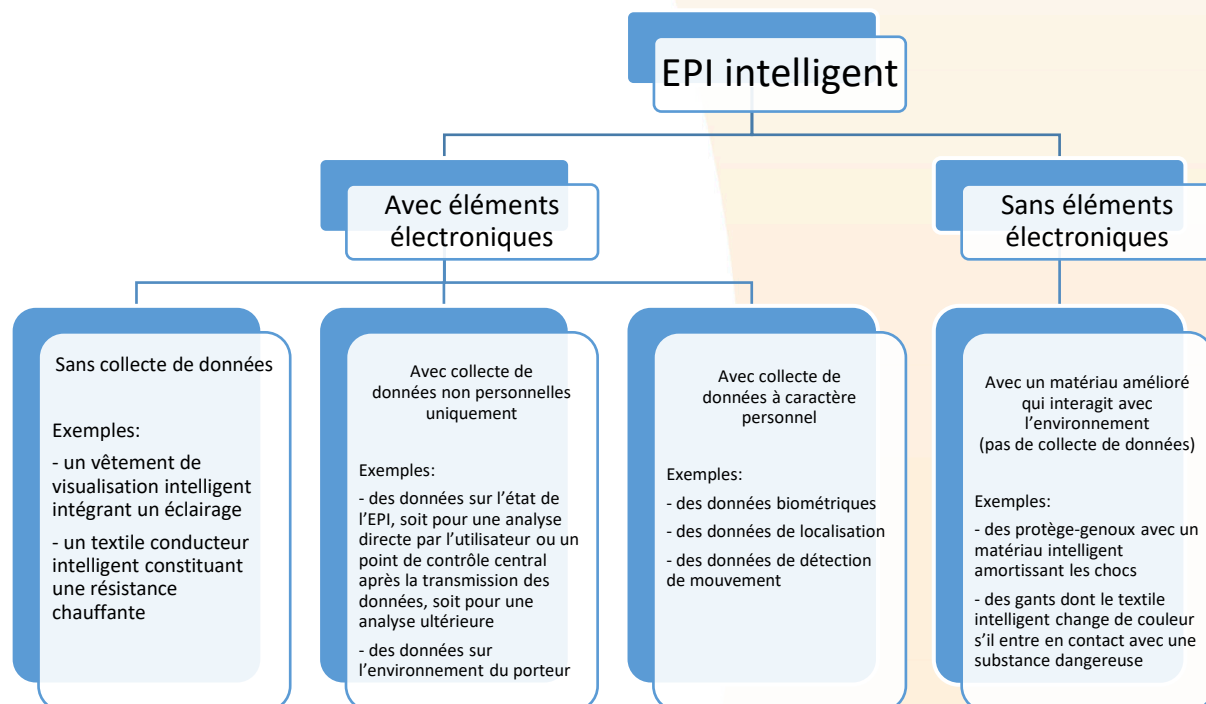 EPI intelligent
Avec éléments
électroniques
Sans éléments
électroniques
Sans collecte de données
Exemples:
- un vêtement de
visualisation intelligent
intégrant un éclairage
- un textile conducteur
intelligent constituant
une résistance
chauffante
Avec collecte de
données non personnelles
uniquement
Exemples:
- des données sur l’état de
l’EPI, soit pour une analyse
directe par l’utilisateur ou un
point de contrôle central
après la transmission des
données, soit pour une
analyse ultérieure
- des données sur
l’environnement du porteur
Avec collecte de
données à caractère
personnel
Exemples:
- des données biométriques
- des données de localisation
- des données de détection
de mouvement
Avec un matériau amélioré
qui interagit avec
l’environnement
(pas de collecte de données)
Exemples:
- des protège-genoux avec un
matériau intelligent
amortissant les chocs
- des gants dont le textile
intelligent change de couleur
s’il entre en contact avec une
substance dangereuse